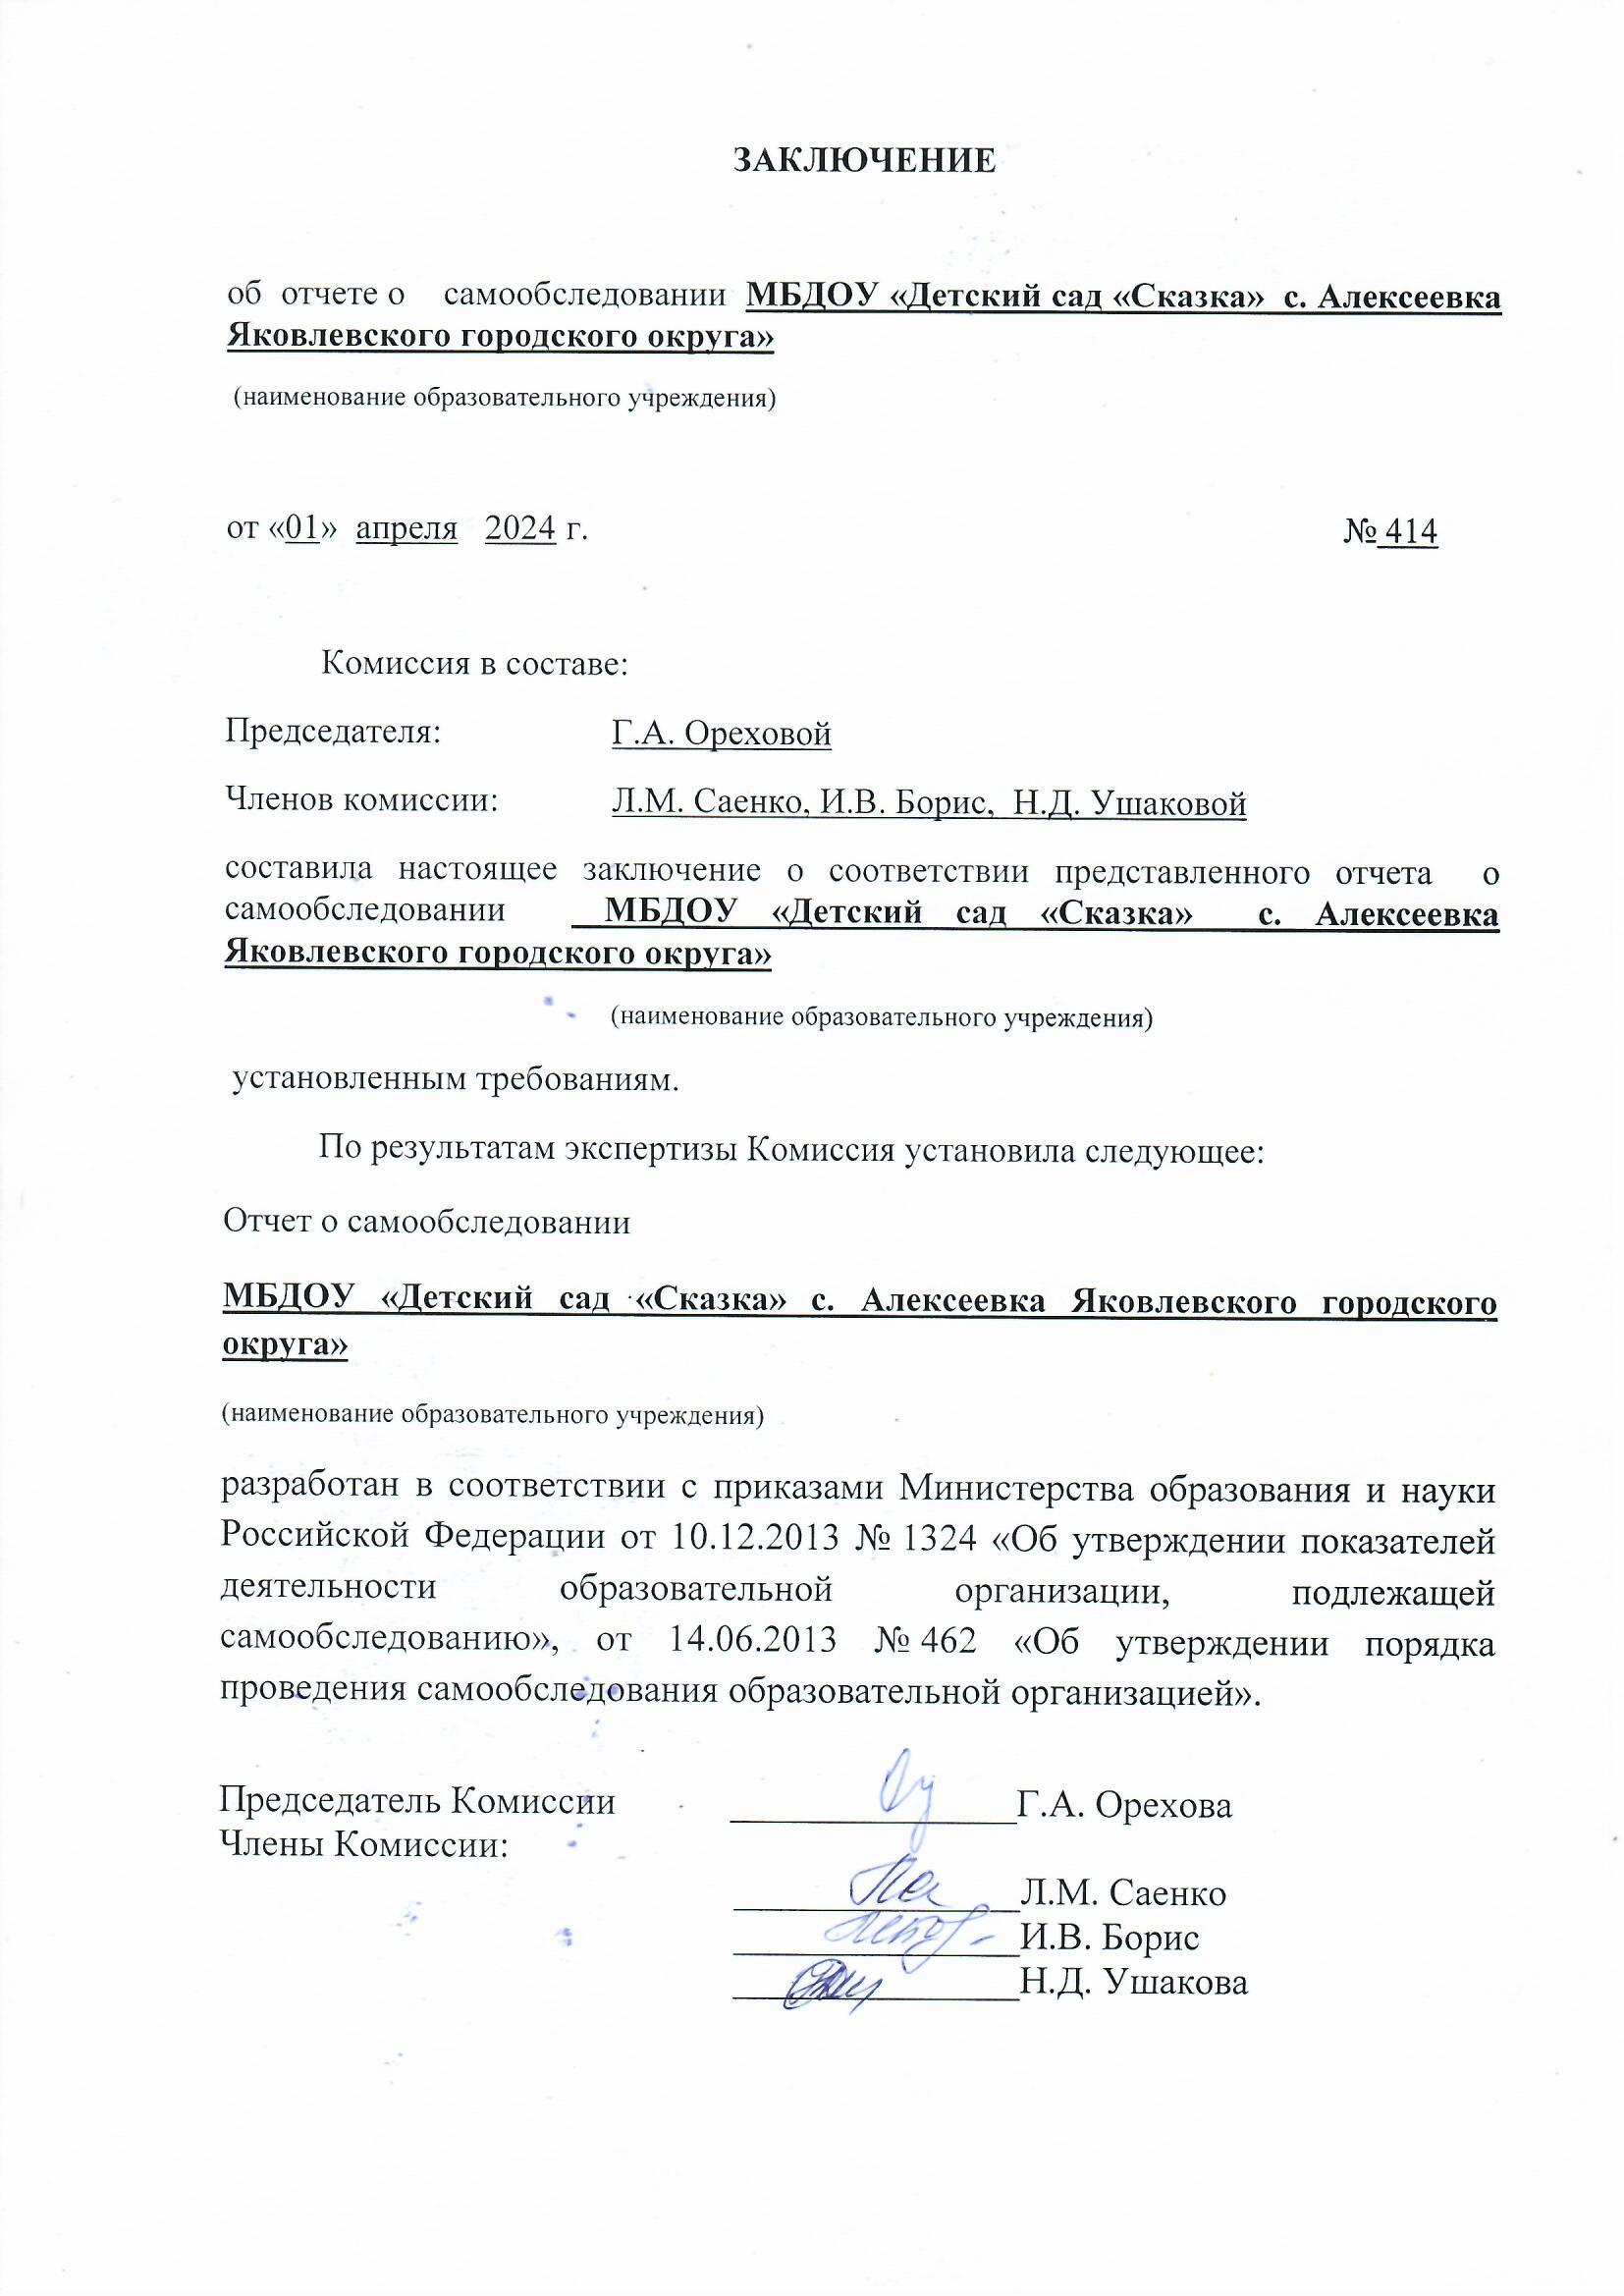 ЗАКЛЮЧЕНИЕ
об отчете о самообследовании МБДОУ «Детский сад «Сказка» с. Алексеевка
Яковлевского городского округа»
(наименование образовательного учреждения)
от «01» апреля 2024 г. № 414
Комиссия в составе:
Председателя: Г.А. Ореховой
Членов комиссии: Л.М. Саенко, И.В. Борис, Н.Д. Ушаковой
составила настоящее заключение о соответствии представленного отчета о
самообследовании МБДОУ «Детский сад «Сказка» с. Алексеевка
Яковлевского городского округа»
(наименование образовательного учреждения)
установленным требованиям.
По результатам экспертизы Комиссия установила следующее:
Отчет о самообследовании
МБДОУ «Детский сад «Сказка» с. Алексеевка Яковлевского городского
округа»
(наименование образовательного учреждения)
разработан в соответствии с приказами Министерства образования и науки
Российской Федерации от 10.12.2013 № 1324 «Об утверждении показателей
деятельности образовательной организации, подлежащей
самообследованию», от 14.06.2013 № 462 «Об утверждении порядка
проведения самообследования образовательной организацией».
Председатель Комиссии Г.А. Орехова
Члены Комиссии:
Л.М. Саенко
И.В. Борис
Н.Д. Ушакова